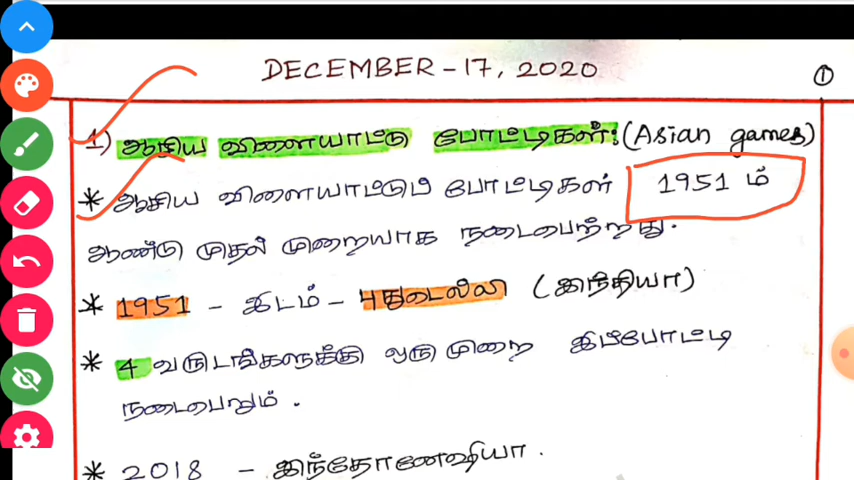 DECEMBER - 17, 2020
①
1) ஆசிய விளையாட்டு போட்டிகள்: (Asian games)
* ஆசிய விளையாட்டுப் போட்டிகள் 1951 ம்
ஆண்டு முதல் முறையாக நடைபெற்றது.
* 1951 - இடம் - புதுடெல்லி (இந்தியா)
* 4 வருடங்களுக்கு ஒரு முறை இப்போட்டி
நடைபெறும்.
* 2018 - இந்தோனேஷியா.